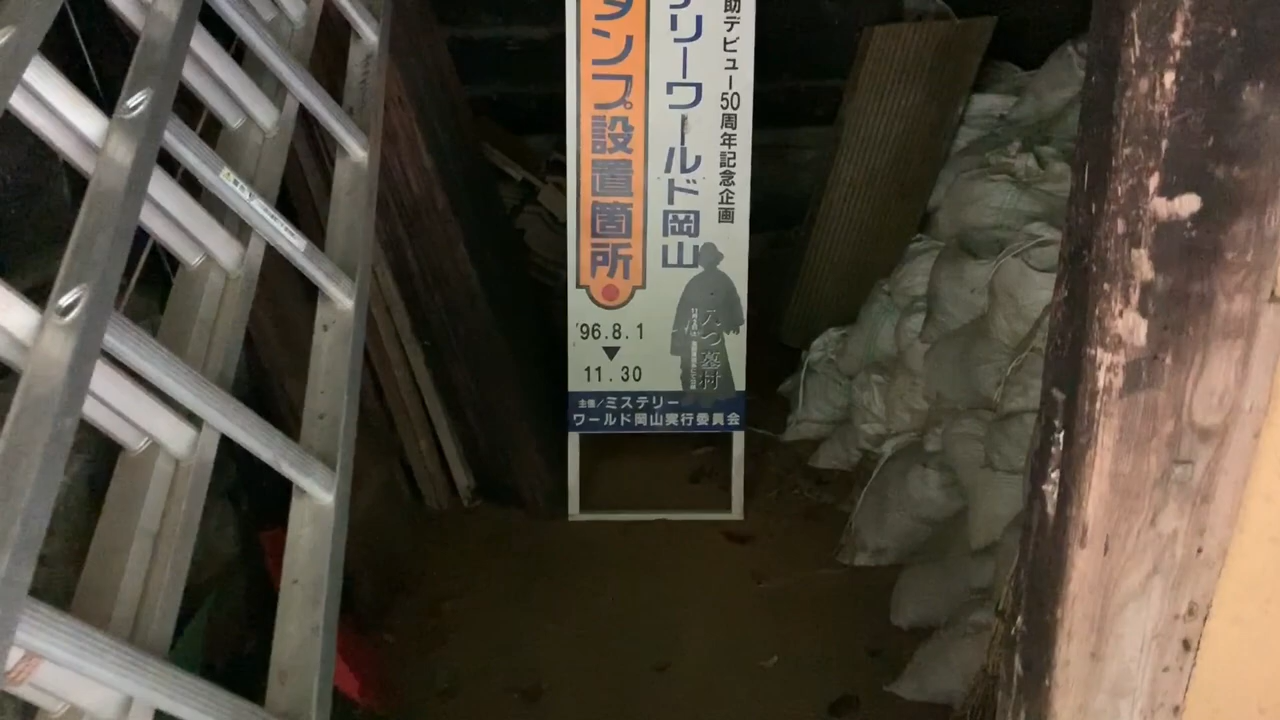 助デビュー50周年記念企画
リーワールド岡山
タンプ設置箇所
八つ墓村
'96.8.1
▼
11.30
主催/ミステリー
ワールド岡山実行委員会